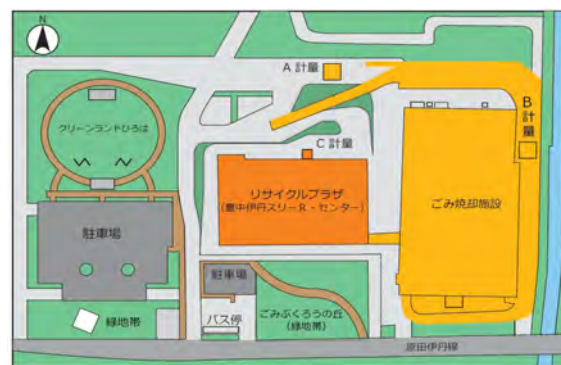 N
A 計量
B
計
量
クリーンランドひろば
C 計量
リサイクルプラザ
(豊中伊丹スリーR・センター)
ごみ焼却施設
駐車場
駐車場
緑地帯
バス停
ごみぶくろうの丘
(緑地帯)
原田伊丹線